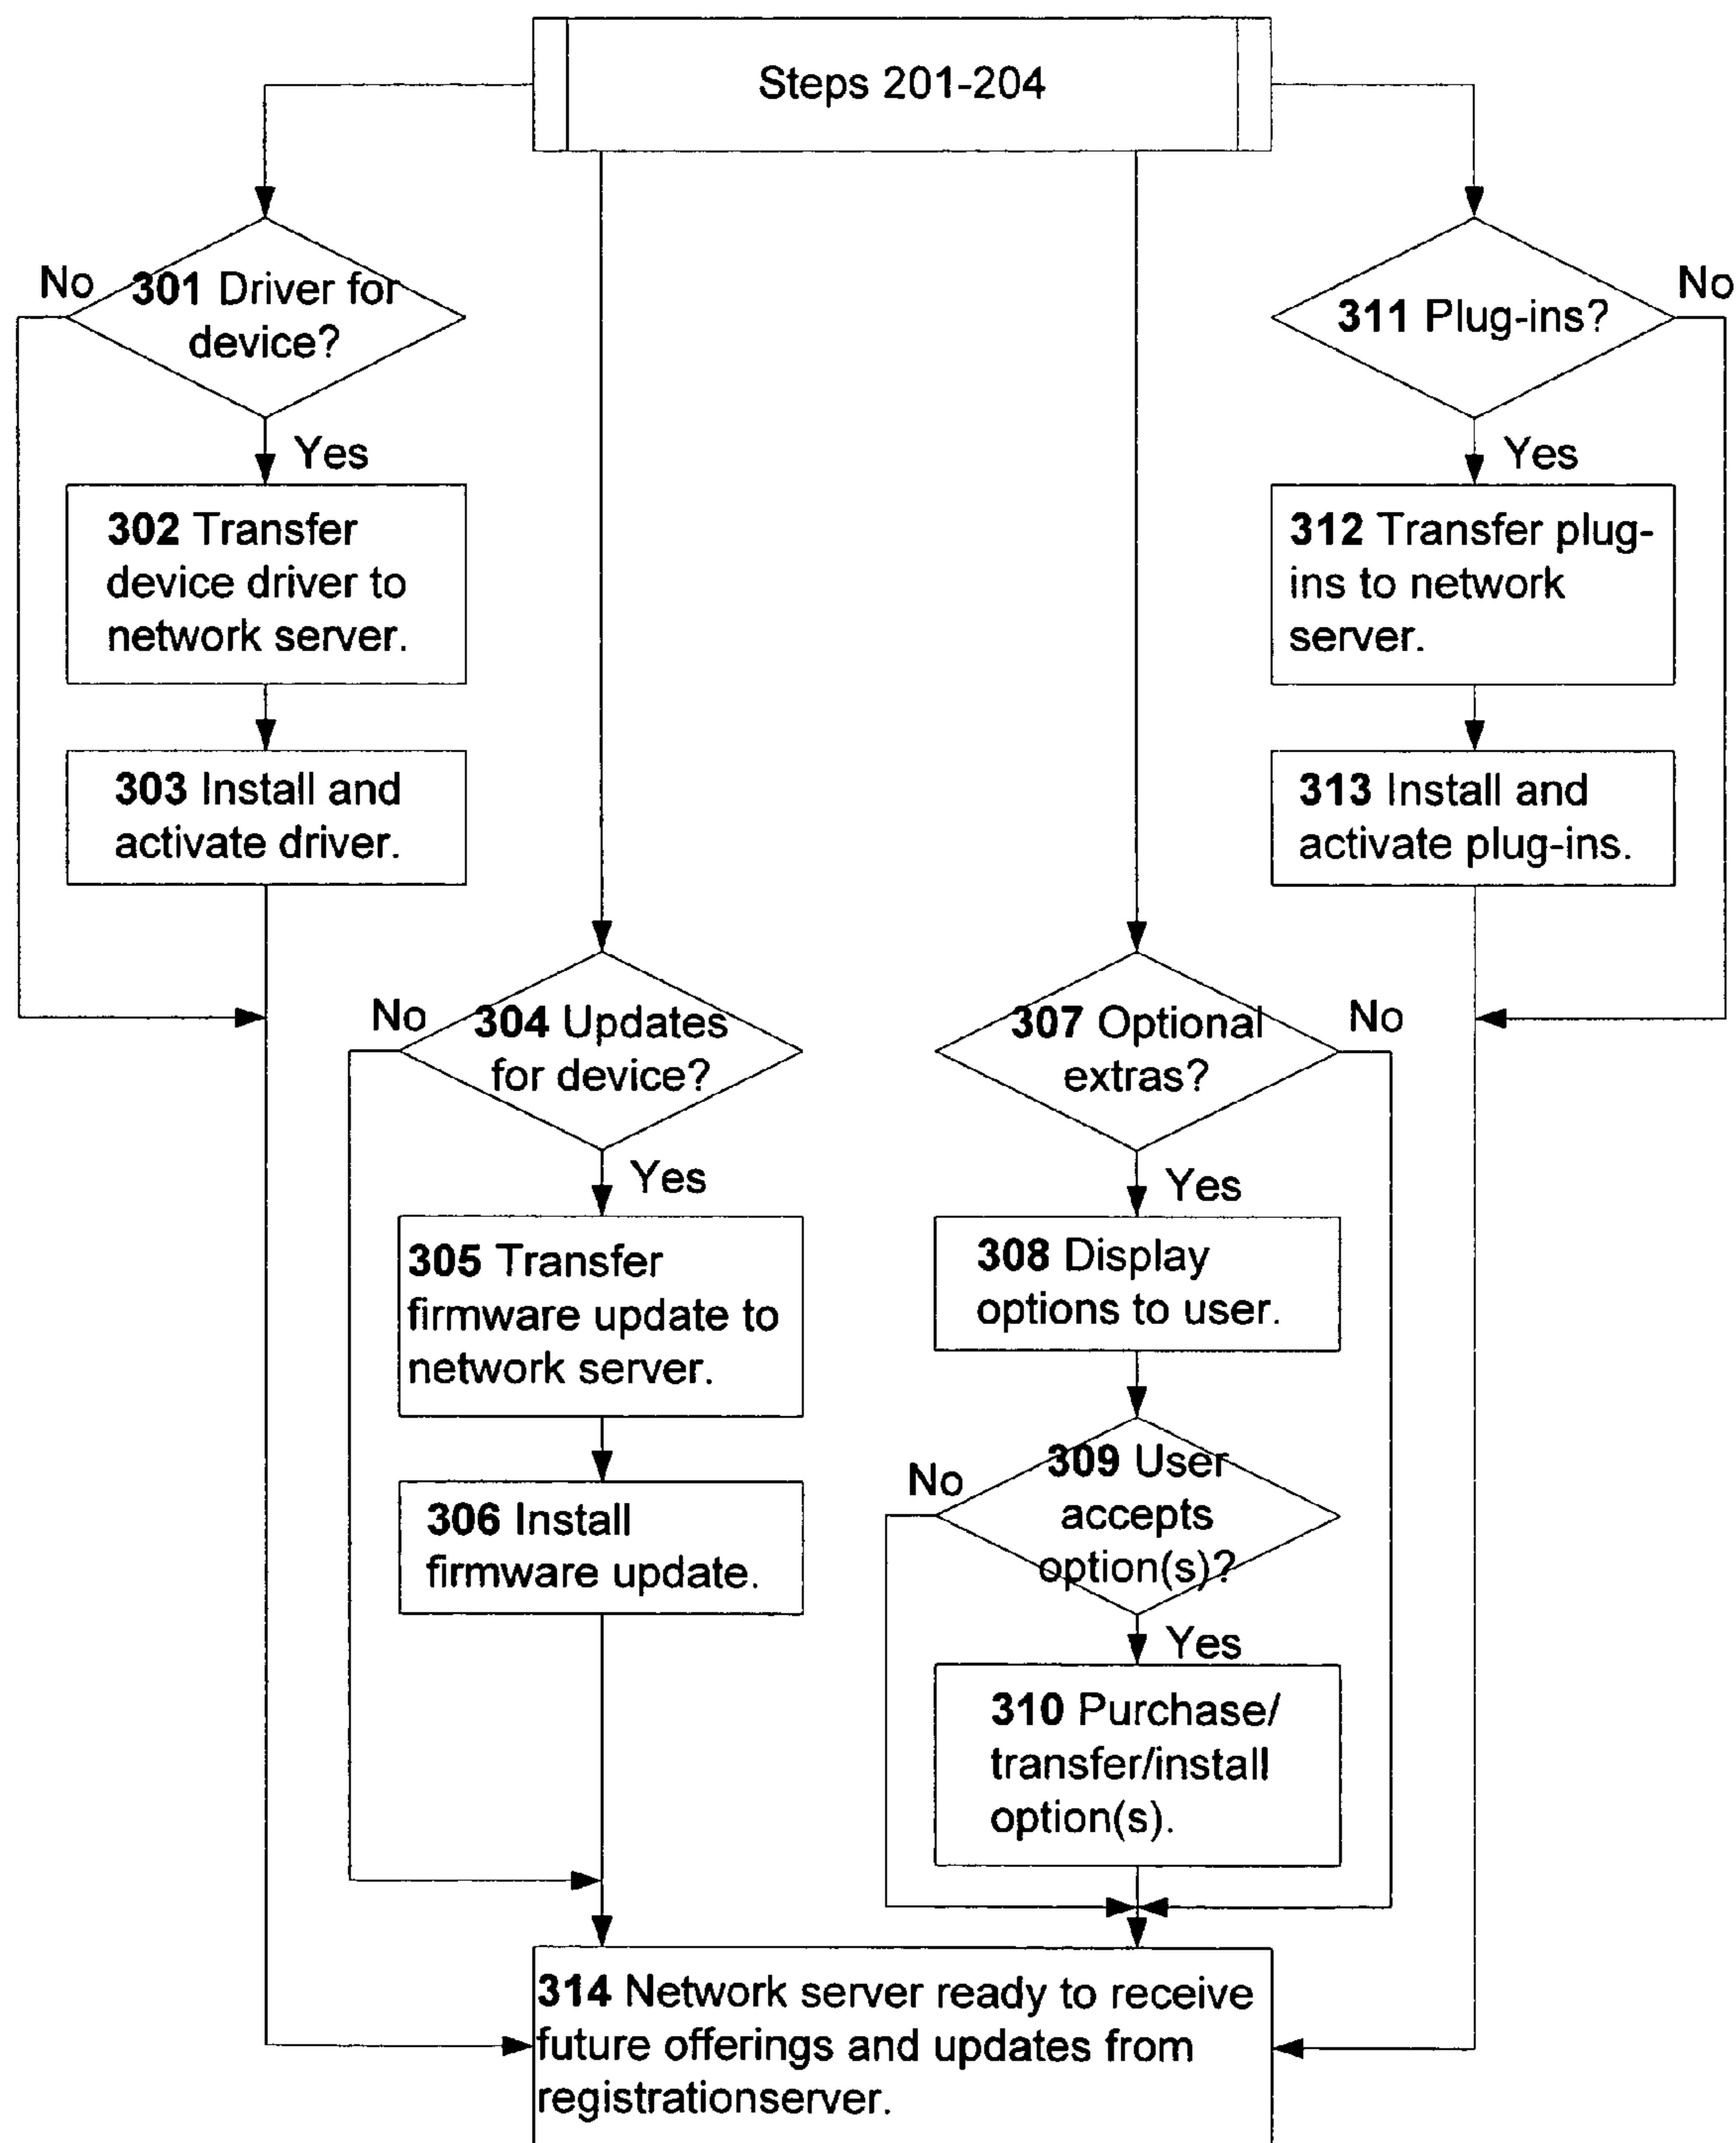 Steps 201-204
No
301 Driver for
device?
Yes
302 Transfer
device driver to
network server.
303 Install and
activate driver.
No
304 Updates
for device?
Yes
305 Transfer
firmware update to
network server.
306 Install
firmware update.
307 Optional
extras?
No
Yes
308 Display
options to user.
No
309 User
accepts
option(s)?
Yes
310 Purchase/
transfer/install
option(s).
311 Plug-ins?
No
Yes
312 Transfer plug-
ins to network
server.
313 Install and
activate plug-ins.
314 Network server ready to receive
future offerings and updates from
registrationserver.